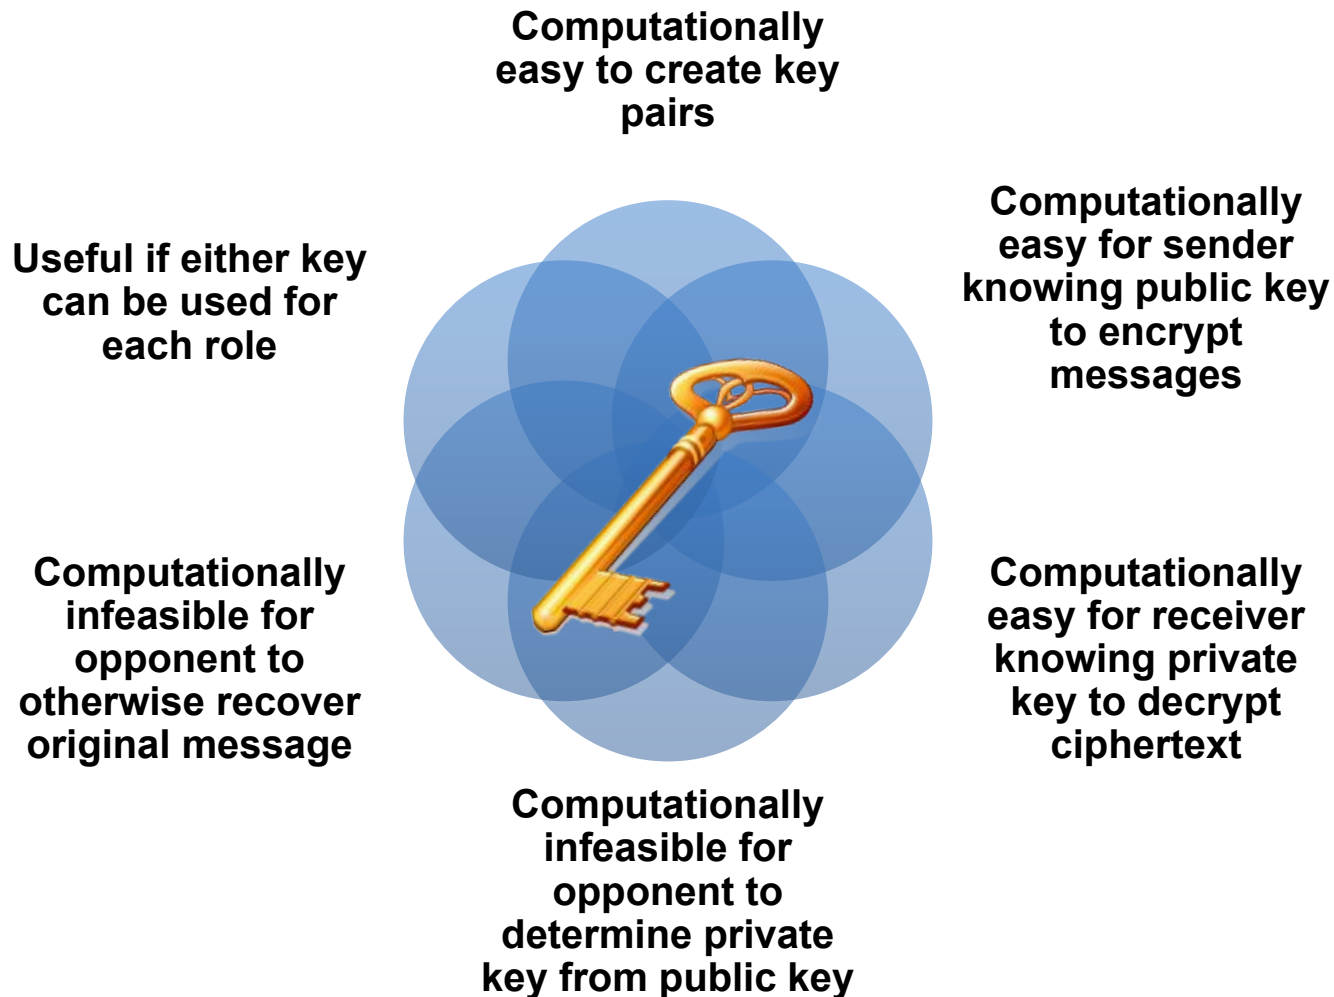 Computationally
easy to create key
pairs
Computationally
easy for sender
knowing public key
to encrypt
messages
Computationally
easy for receiver
knowing private
key to decrypt
ciphertext
Computationally
infeasible for
opponent to
determine private
key from public key
Computationally
infeasible for
opponent to
otherwise recover
original message
Useful if either key
can be used for
each role